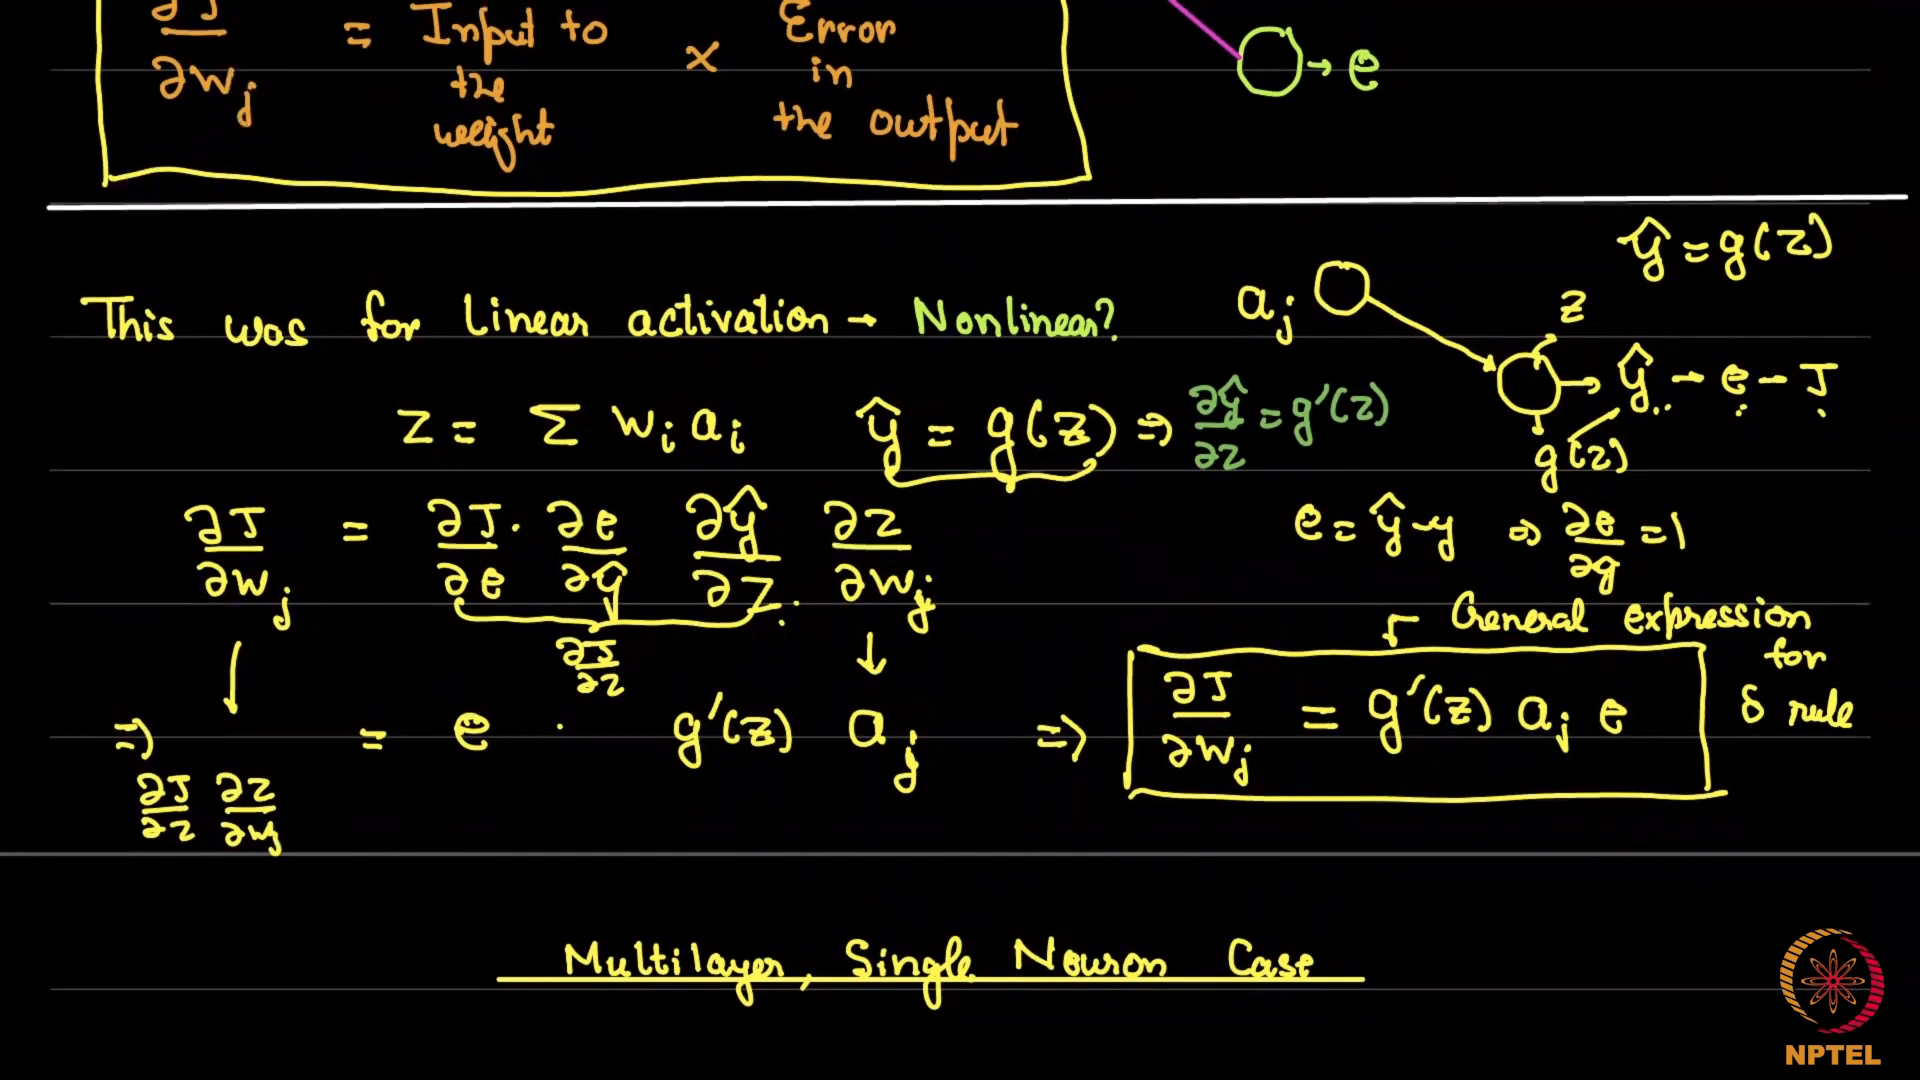 ∂J/∂w_j = Input to the weight × Error in the output
→ e
ŷ = g(z)
This was for linear activation → Nonlinear?
a_j
z
ŷ - e - J
g(z)
z = Σ w_i a_i
ŷ = g(z) ⇒ ∂ŷ/∂z = g'(z)
e = ŷ - y ⇒ ∂e/∂ŷ = 1
∂J/∂w_j = ∂J/∂e · ∂e/∂ŷ ∂ŷ/∂z · ∂z/∂w_j
∂J/∂z
General expression for δ rule
⇒ = e · g'(z) a_j ⇒ ∂J/∂w_j = g'(z) a_j e
∂J/∂z ∂z/∂w_j
Multilayer, Single Neuron Case
NPTEL